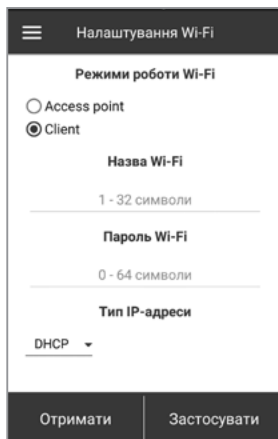 Налаштування Wi-Fi
Режими роботи Wi-Fi
Access point
Client
Назва Wi-Fi
1 - 32 символи
Пароль Wi-Fi
0 - 64 символи
Тип IP-адреси
DHCP
Отримати
Застосувати